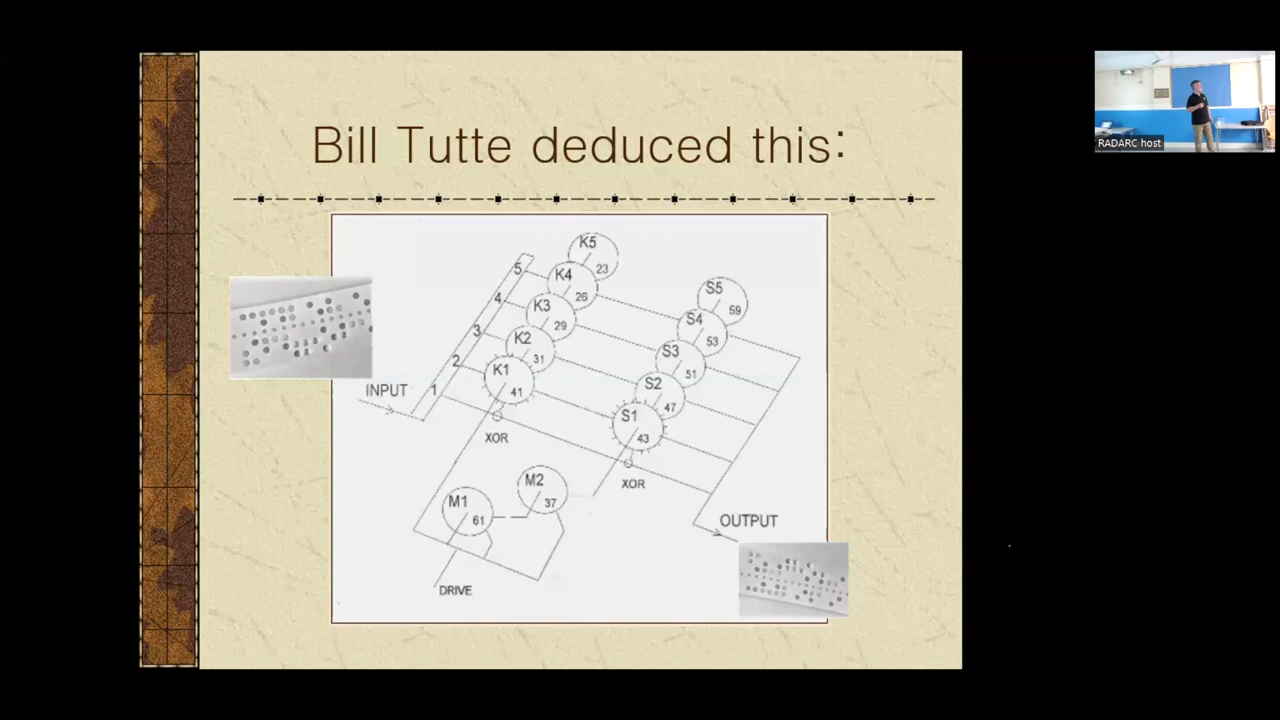 Bill Tutte deduced this:
RADARC host
K5
23
K4
26
K3
29
K2
31
K1
41
5
4
3
2
1
INPUT
XOR
S5
59
S4
53
S3
51
S2
47
S1
43
XOR
M1
61
M2
37
DRIVE
OUTPUT